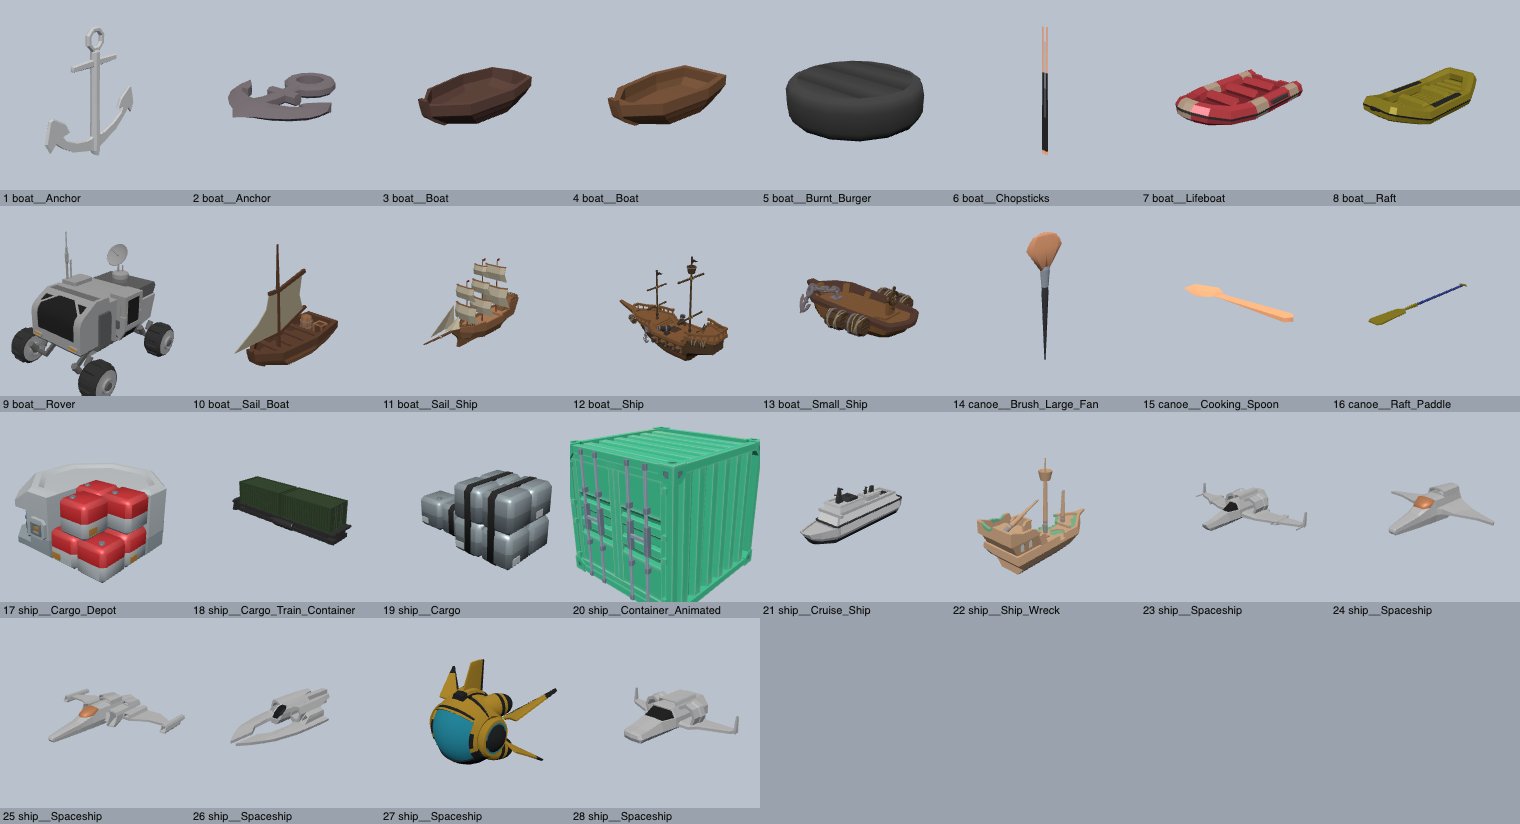 1 boat__Anchor
2 boat__Anchor
3 boat__Boat
4 boat__Boat
5 boat__Burnt_Burger
6 boat__Chopsticks
7 boat__Lifeboat
8 boat__Raft
9 boat__Rover
10 boat__Sail_Boat
11 boat__Sail_Ship
12 boat__Ship
13 boat__Small_Ship
14 canoe__Brush_Large_Fan
15 canoe__Cooking_Spoon
16 canoe__Raft_Paddle
17 ship__Cargo_Depot
18 ship__Cargo_Train_Container
19 ship__Cargo
20 ship__Container_Animated
21 ship__Cruise_Ship
22 ship__Ship_Wreck
23 ship__Spaceship
24 ship__Spaceship
25 ship__Spaceship
26 ship__Spaceship
27 ship__Spaceship
28 ship__Spaceship